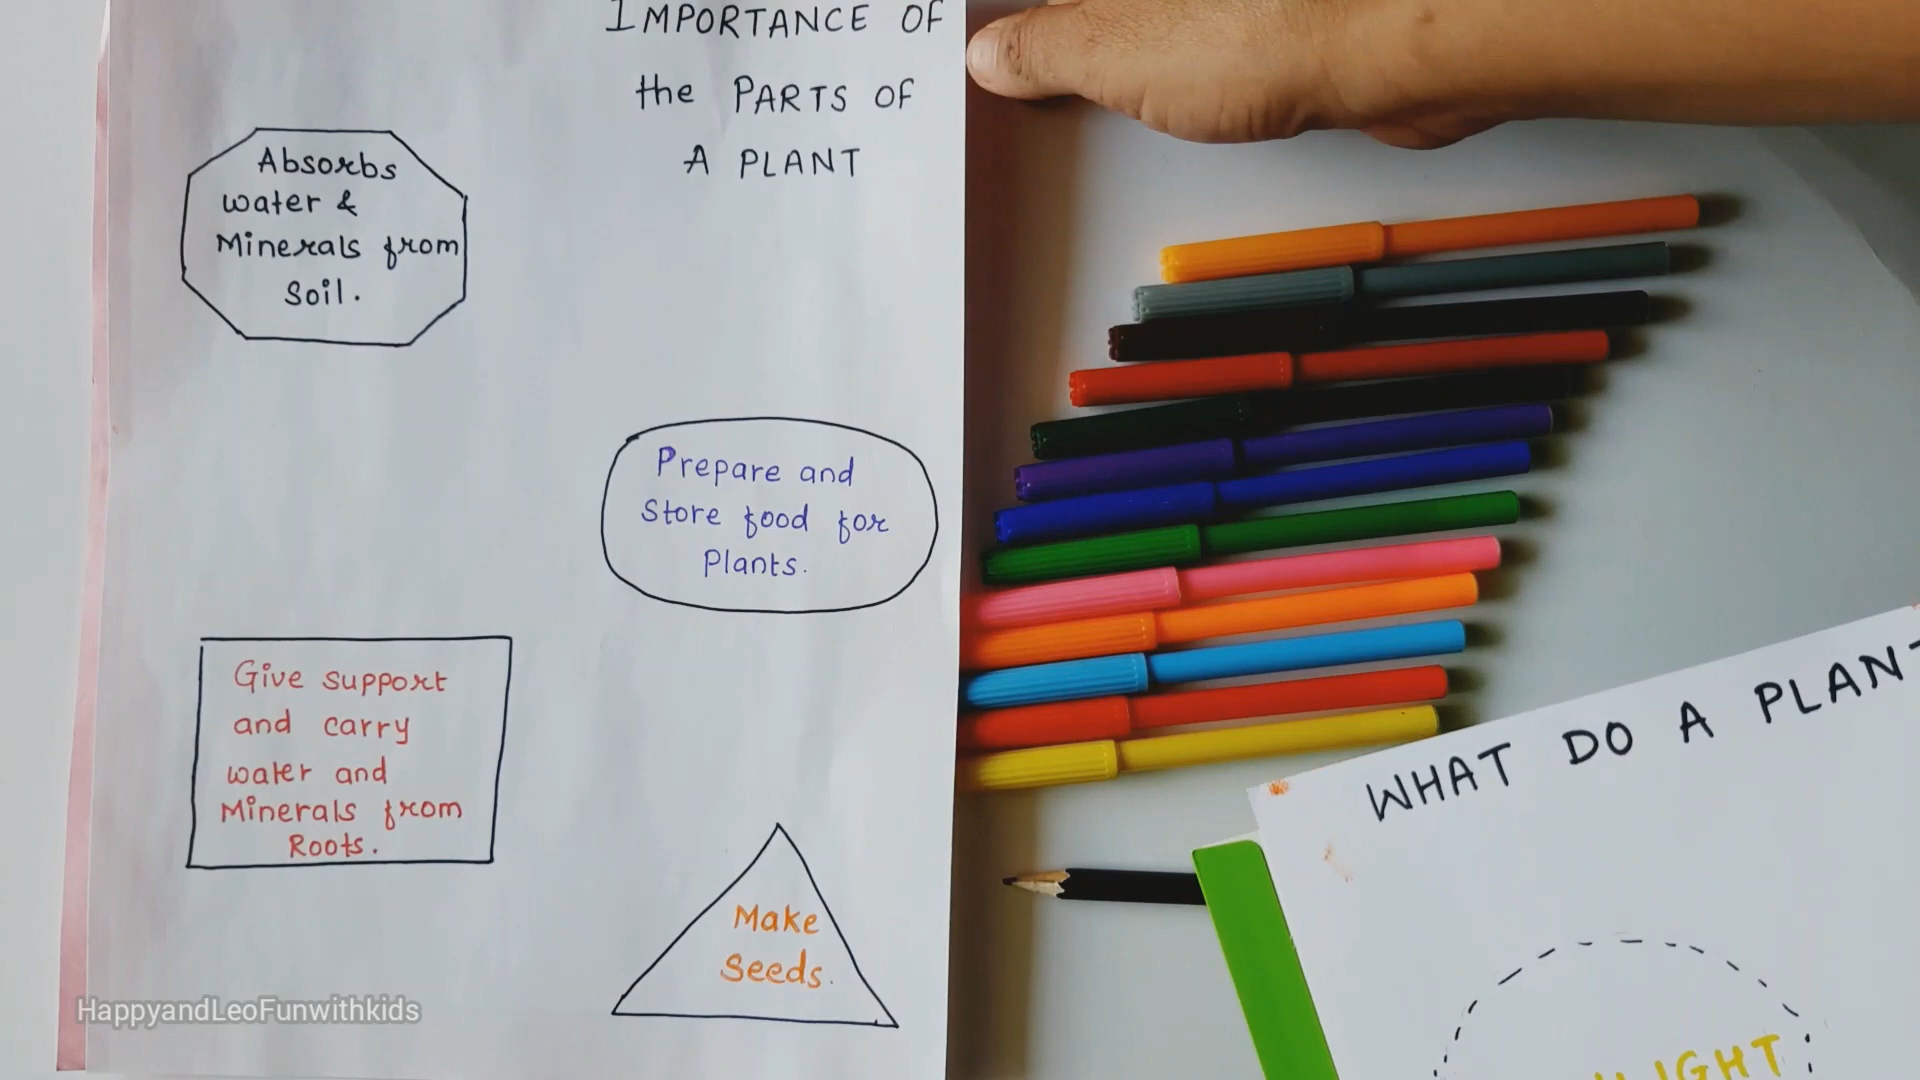 IMPORTANCE OF
the PARTS OF
A PLANT
Absorbs
water &
Minerals from
Soil.
Prepare and
Store food for
Plants.
Give support
and carry
water and
Minerals from
Roots.
Make
Seeds.
WHAT DO A PLANT
HappyandLeoFunwithkids